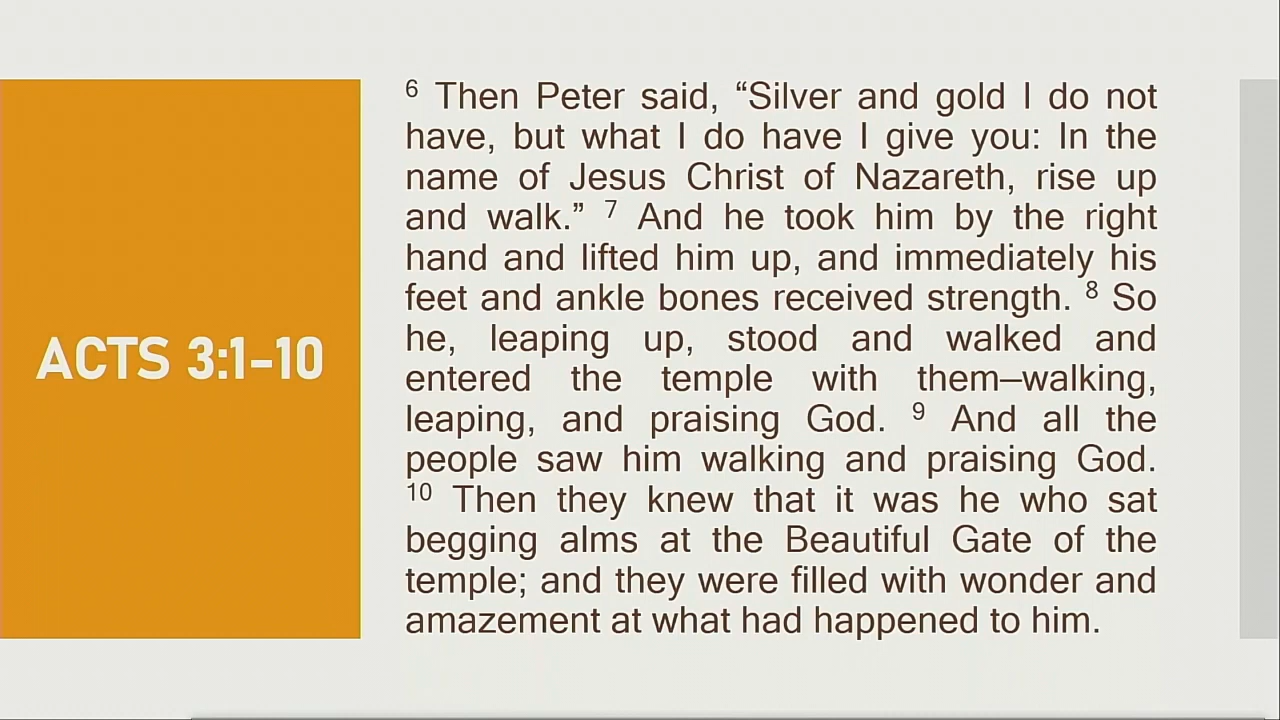 ACTS 3:1-10
6 Then Peter said, “Silver and gold I do not
have, but what I do have I give you: In the
name of Jesus Christ of Nazareth, rise up
and walk.” 7 And he took him by the right
hand and lifted him up, and immediately his
feet and ankle bones received strength. 8 So
he, leaping up, stood and walked and
entered the temple with them—walking,
leaping, and praising God. 9 And all the
people saw him walking and praising God.
10 Then they knew that it was he who sat
begging alms at the Beautiful Gate of the
temple; and they were filled with wonder and
amazement at what had happened to him.